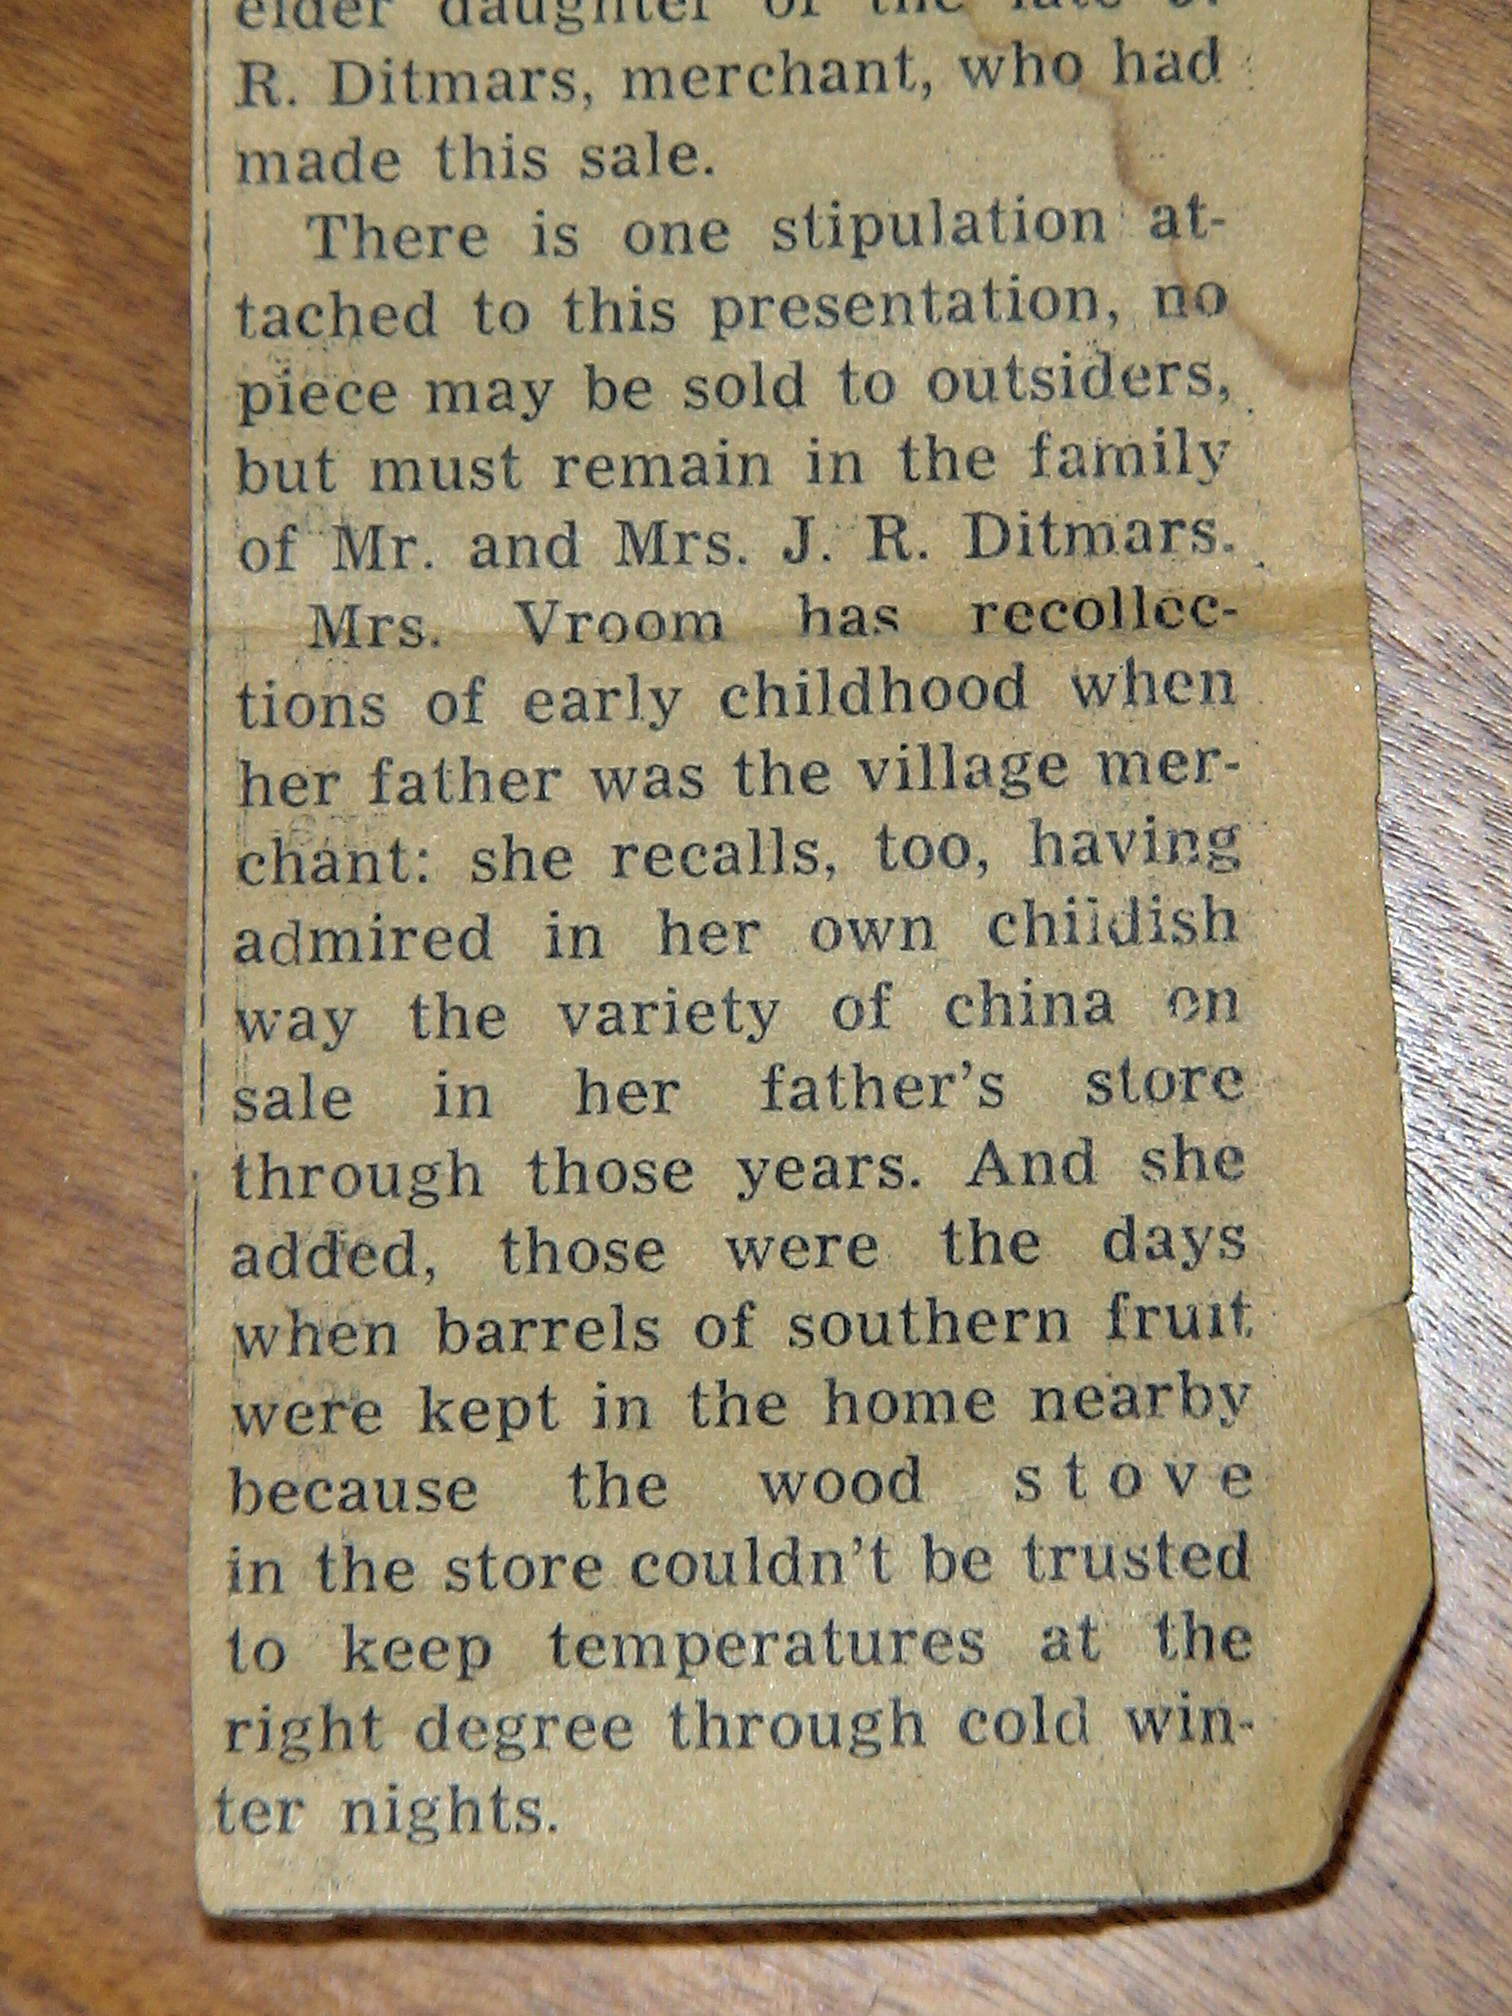 elder daughter of the late J.
R. Ditmars, merchant, who had
made this sale.
There is one stipulation at-
tached to this presentation, no
piece may be sold to outsiders,
but must remain in the family
of Mr. and Mrs. J. R. Ditmars.
Mrs. Vroom has recollec-
tions of early childhood when
her father was the village mer-
chant: she recalls, too, having
admired in her own childish
way the variety of china on
sale in her father's store
through those years. And she
added, those were the days
when barrels of southern fruit
were kept in the home nearby
because the wood stove
in the store couldn't be trusted
to keep temperatures at the
right degree through cold win-
ter nights.